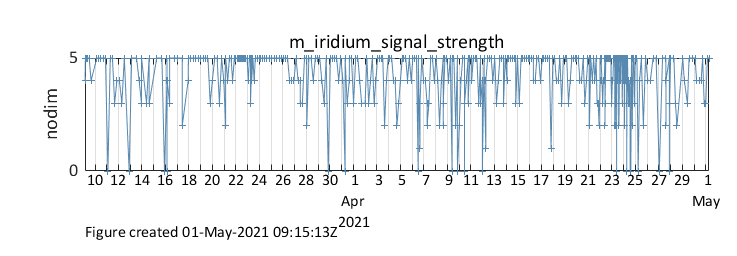 m_iridium_signal_strength
5
nodim
0
10 12 14 16 18 20 22 24 26 28 30 1 3 5 7 9 11 13 15 17 19 21 23 25 27 29 1
Apr May
2021
Figure created 01-May-2021 09:15:13Z